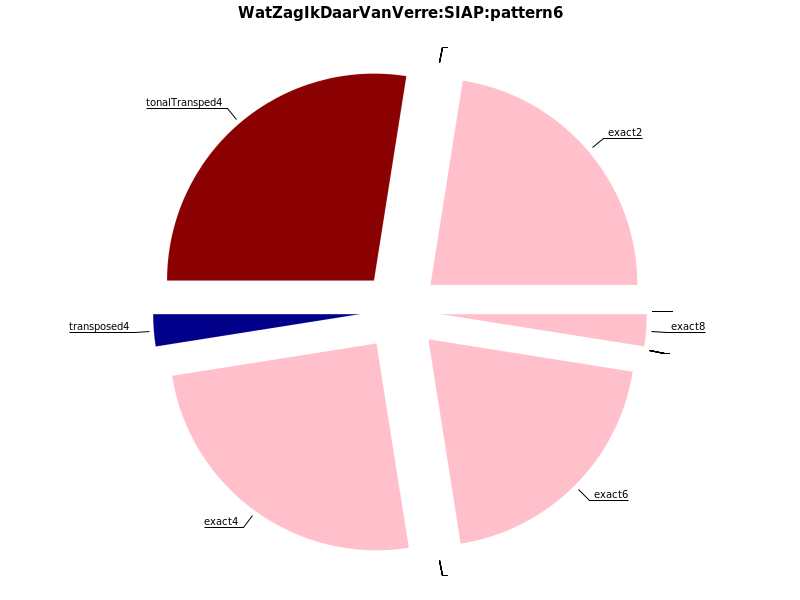 WatZagIkDaarVanVerre:SIAP:pattern6
tonalTransped4
exact2
transposed4
exact8
exact4
exact6